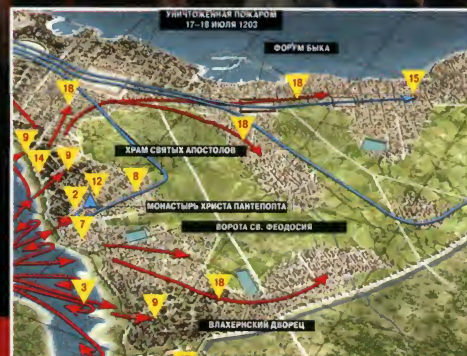 УНИЧТОЖЕННАЯ ПОЖАРОМ
17–18 ИЮЛЯ 1203
ФОРУМ БЫКА
15
18
18
18
9
14
9
ХРАМ СВЯТЫХ АПОСТОЛОВ
12
8
2
МОНАСТЫРЬ ХРИСТА ПАНТЕПОПТА
7
ВОРОТА СВ. ФЕОДОСИЯ
3
18
9
ВЛАХЕРНСКИЙ ДВОРЕЦ